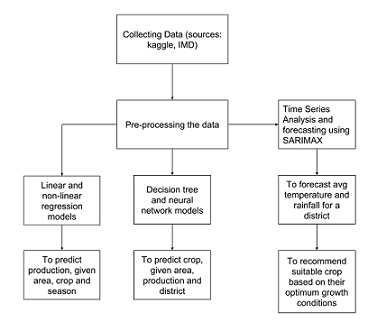 Collecting Data (sources:
kaggle, IMD)
Pre-processing the data
Time Series
Analysis and
forecasting using
SARIMAX
Linear and
non-linear
regression
models
Decision tree
and neural
network models
To forecast avg
temperature and
rainfall for a
district
To predict
production, given
area, crop and
season
To predict crop,
given area,
production and
district
To recommend
suitable crop
based on their
optimum growth
conditions